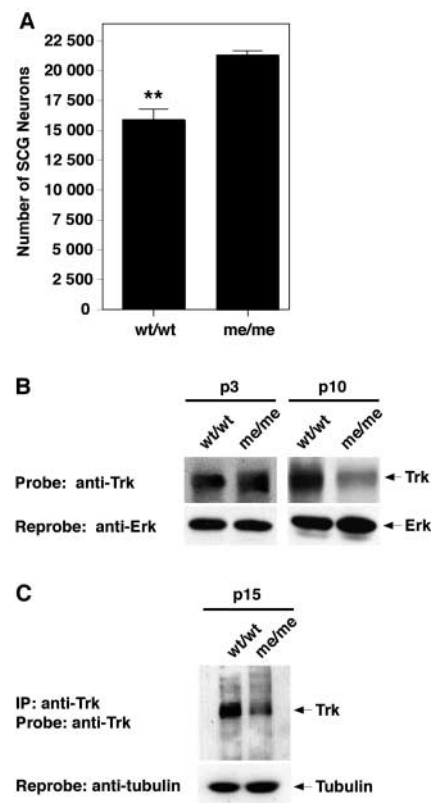 A
Number of SCG Neurons
22 500
20 000
17 500
15 000
12 500
10 000
7 500
5 000
2 500
0
**
wt/wt me/me
B
p3 p10
wt/wt me/me wt/wt me/me
Probe: anti-Trk Trk
Reprobe: anti-Erk Erk
C
p15
wt/wt me/me
IP: anti-Trk
Probe: anti-Trk
Trk
Reprobe: anti-tubulin Tubulin